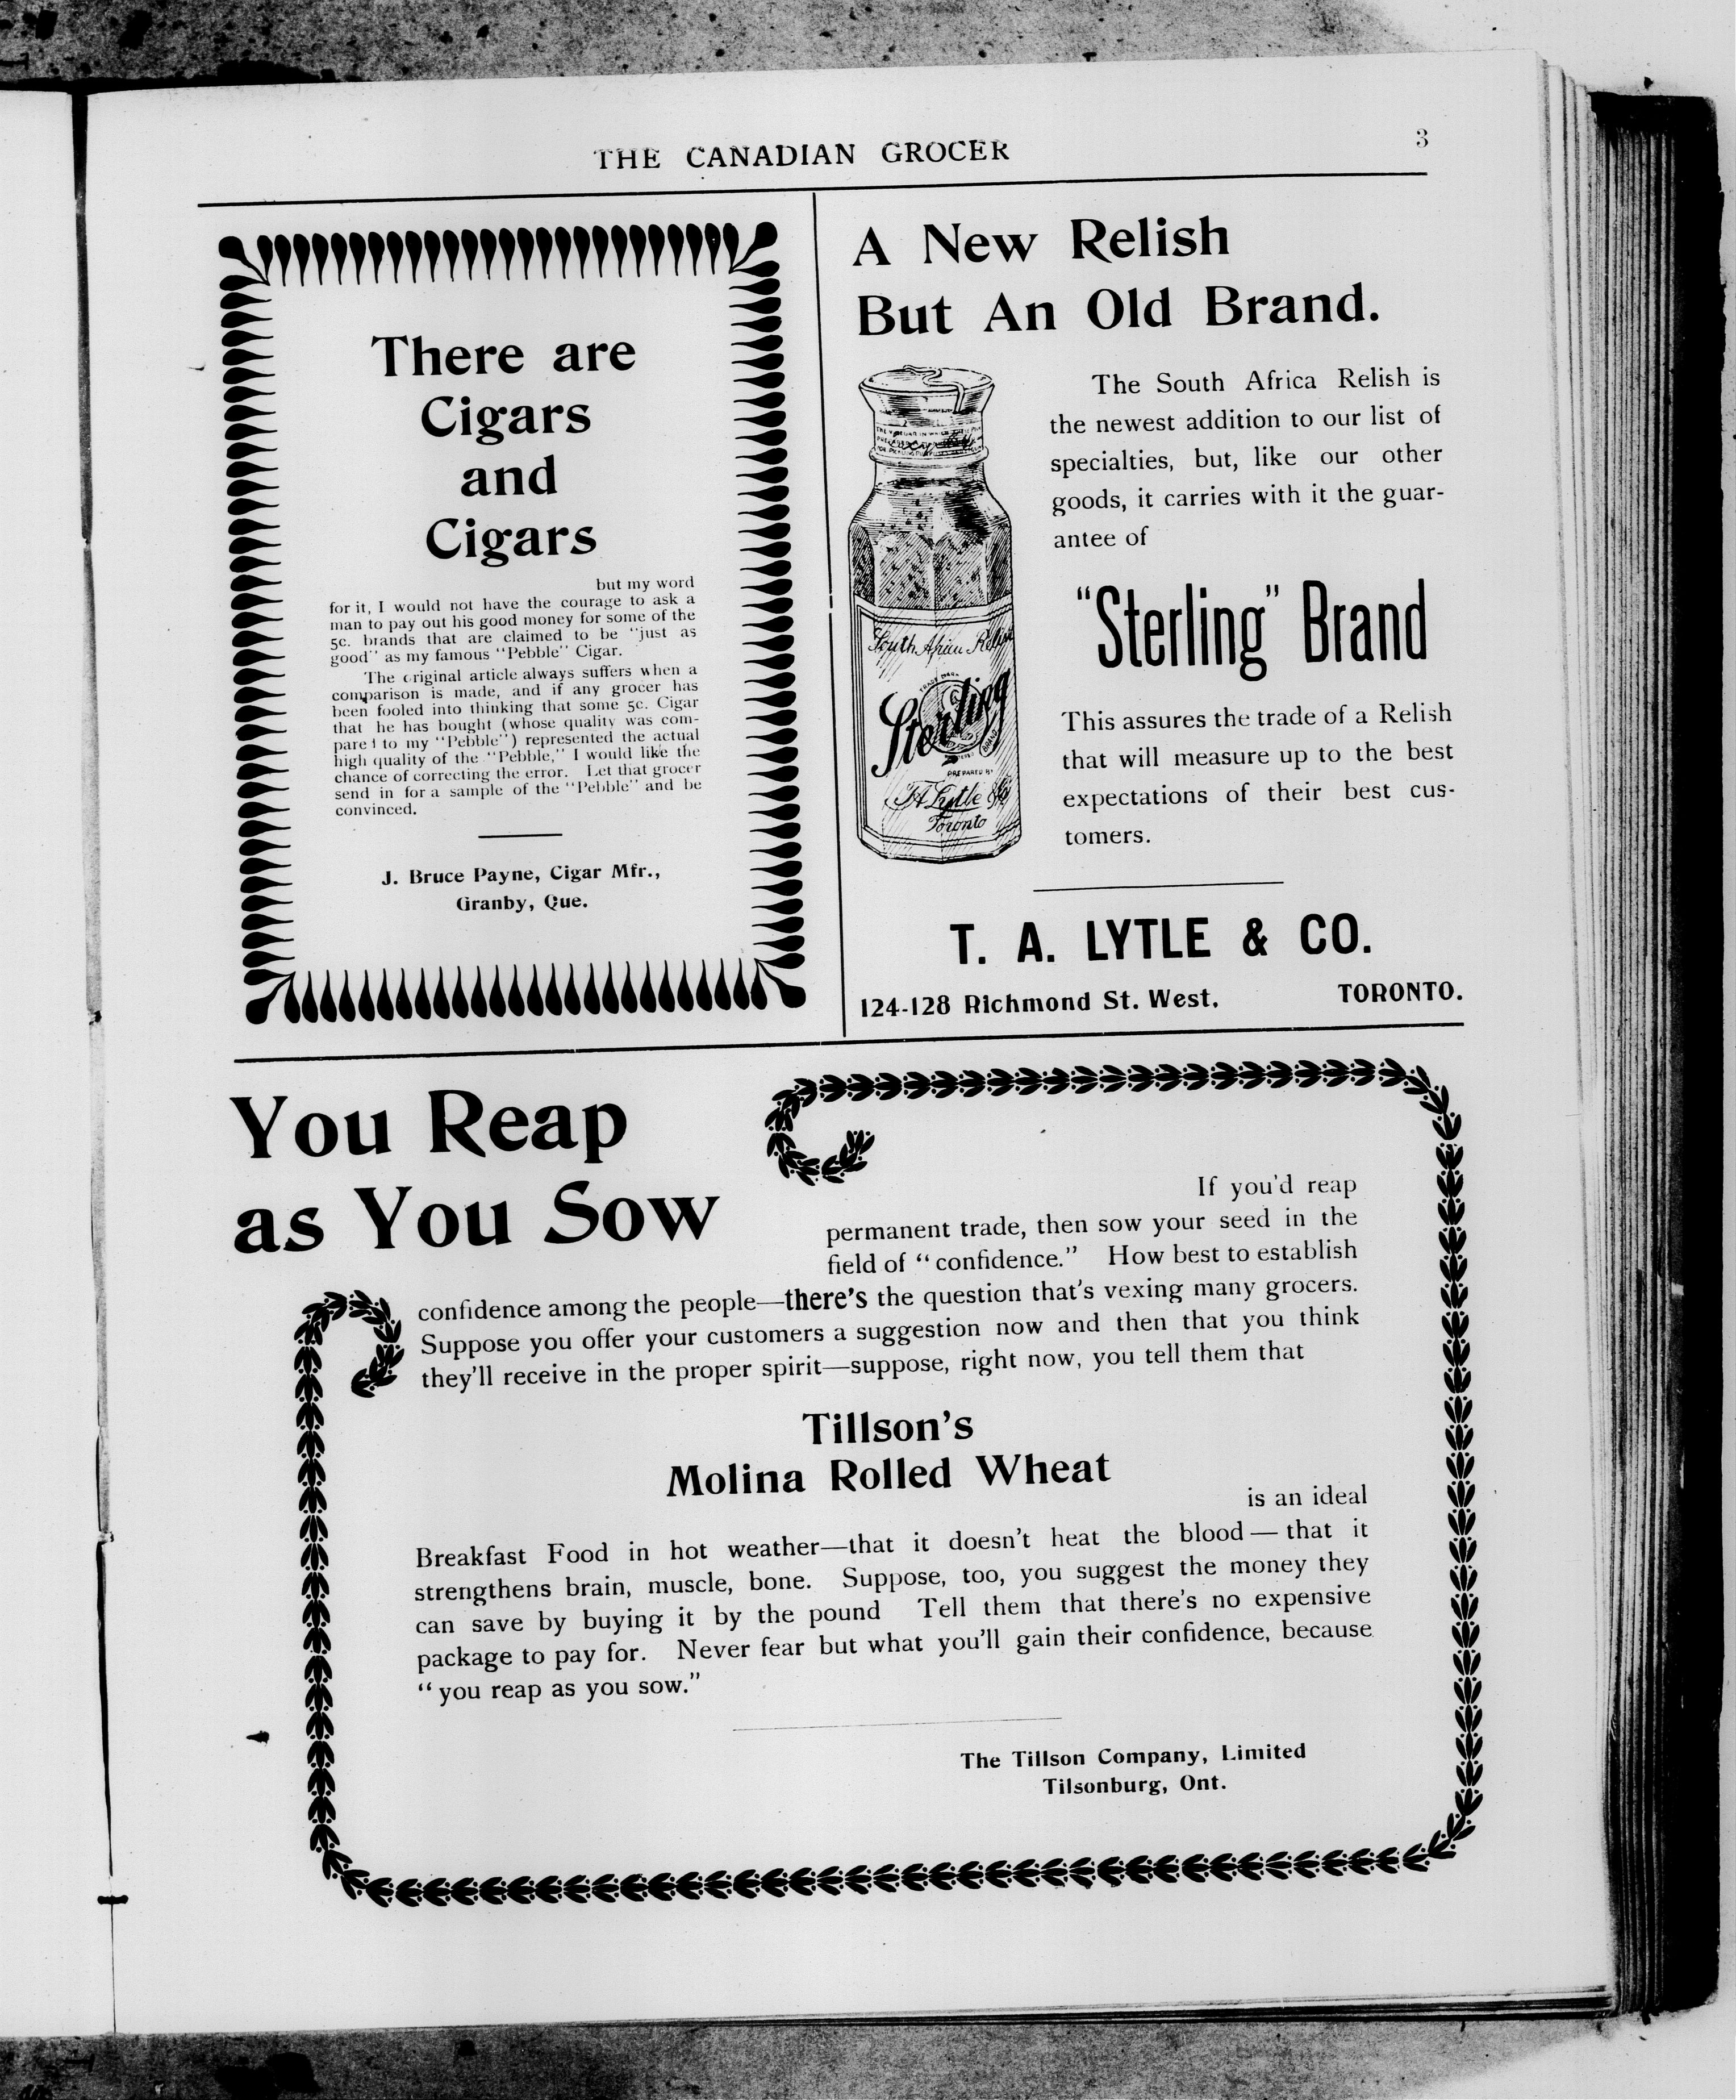 THE CANADIAN GROCER
3
There are
Cigars
and
Cigars
but my word
for it, I would not have the courage to ask a
man to pay out his good money for some of the
5c. brands that are claimed to be "just as
good" as my famous "Pebble" Cigar.
The original article always suffers when a
comparison is made, and if any grocer has
been fooled into thinking that some 5c. Cigar
that he has bought (whose quality was com-
pared to my "Pebble") represented the actual
high quality of the "Pebble," I would like the
chance of correcting the error. Let that grocer
send in for a sample of the "Pebble" and be
convinced.
J. Bruce Payne, Cigar Mfr.,
Granby, Que.
A New Relish
But An Old Brand.
The South Africa Relish is
the newest addition to our list of
specialties, but, like our other
goods, it carries with it the guar-
antee of
"Sterling" Brand
This assures the trade of a Relish
that will measure up to the best
expectations of their best cus-
tomers.
South African Relish
TRADE MARK
Sterling
BRAND
PREPARED BY
T.A. Lytle & Co
Toronto
T. A. LYTLE & CO.
124-128 Richmond St. West, TORONTO.
You Reap
as You Sow
If you'd reap
permanent trade, then sow your seed in the
field of "confidence." How best to establish
confidence among the people—there's the question that's vexing many grocers.
Suppose you offer your customers a suggestion now and then that you think
they'll receive in the proper spirit—suppose, right now, you tell them that
Tillson's
Molina Rolled Wheat
is an ideal
Breakfast Food in hot weather—that it doesn't heat the blood—that it
strengthens brain, muscle, bone. Suppose, too, you suggest the money they
can save by buying it by the pound Tell them that there's no expensive
package to pay for. Never fear but what you'll gain their confidence, because
"you reap as you sow."
The Tillson Company, Limited
Tilsonburg, Ont.